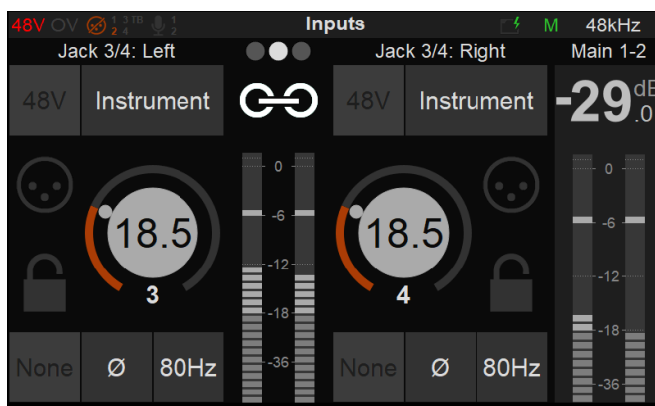 48V OV 1 3 TB 2 4 1 2 Inputs M 48kHz
Jack 3/4: Left Jack 3/4: Right Main 1-2
48V Instrument 48V Instrument -29 dB .0
0 0
-6 -6
18.5 18.5
-12 -12
3 4
-18 -18
None Ø 80Hz -36 None Ø 80Hz -36